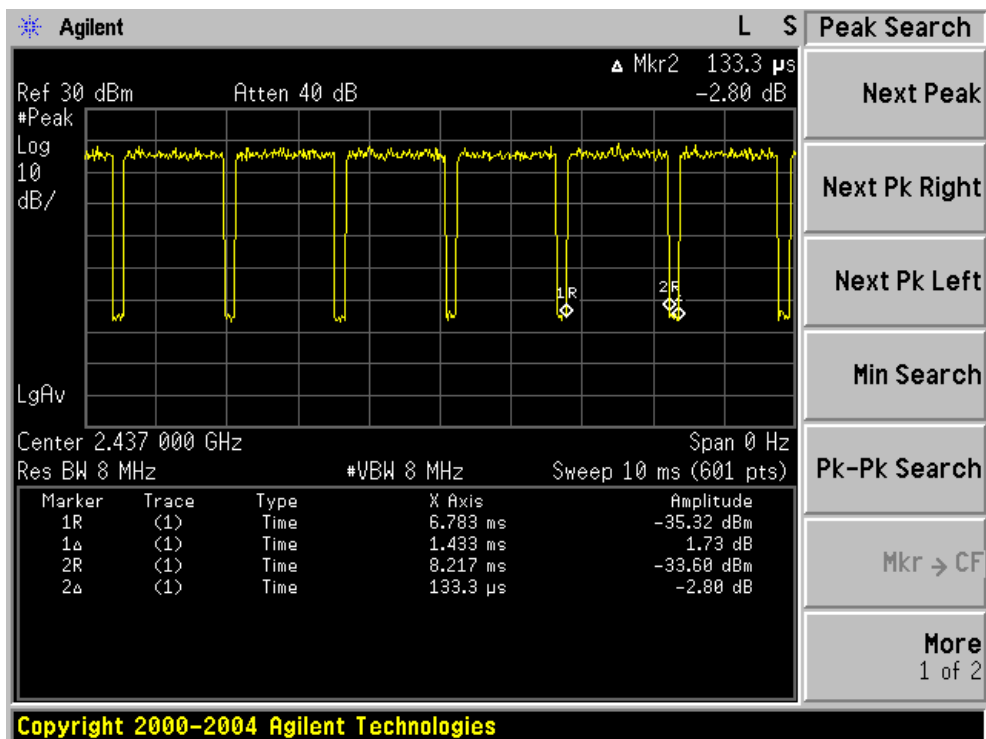 Agilent L S Peak Search
Δ Mkr2 133.3 µs
Ref 30 dBm Atten 40 dB -2.80 dB
#Peak
Log
10
dB/
1R 2R
LgAv
Center 2.437 000 GHz Span 0 Hz
Res BW 8 MHz #VBW 8 MHz Sweep 10 ms (601 pts)
Marker Trace Type X Axis Amplitude
1R (1) Time 6.783 ms -35.32 dBm
1Δ (1) Time 1.433 ms 1.73 dB
2R (1) Time 8.217 ms -33.60 dBm
2Δ (1) Time 133.3 µs -2.80 dB
Next Peak
Next Pk Right
Next Pk Left
Min Search
Pk-Pk Search
Mkr → CF
More
1 of 2
Copyright 2000-2004 Agilent Technologies